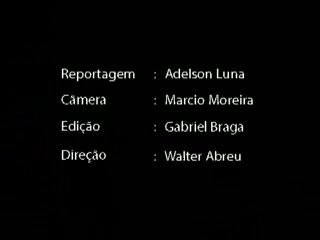 Reportagem : Adelson Luna
Câmera : Marcio Moreira
Edição : Gabriel Braga
Direção : Walter Abreu